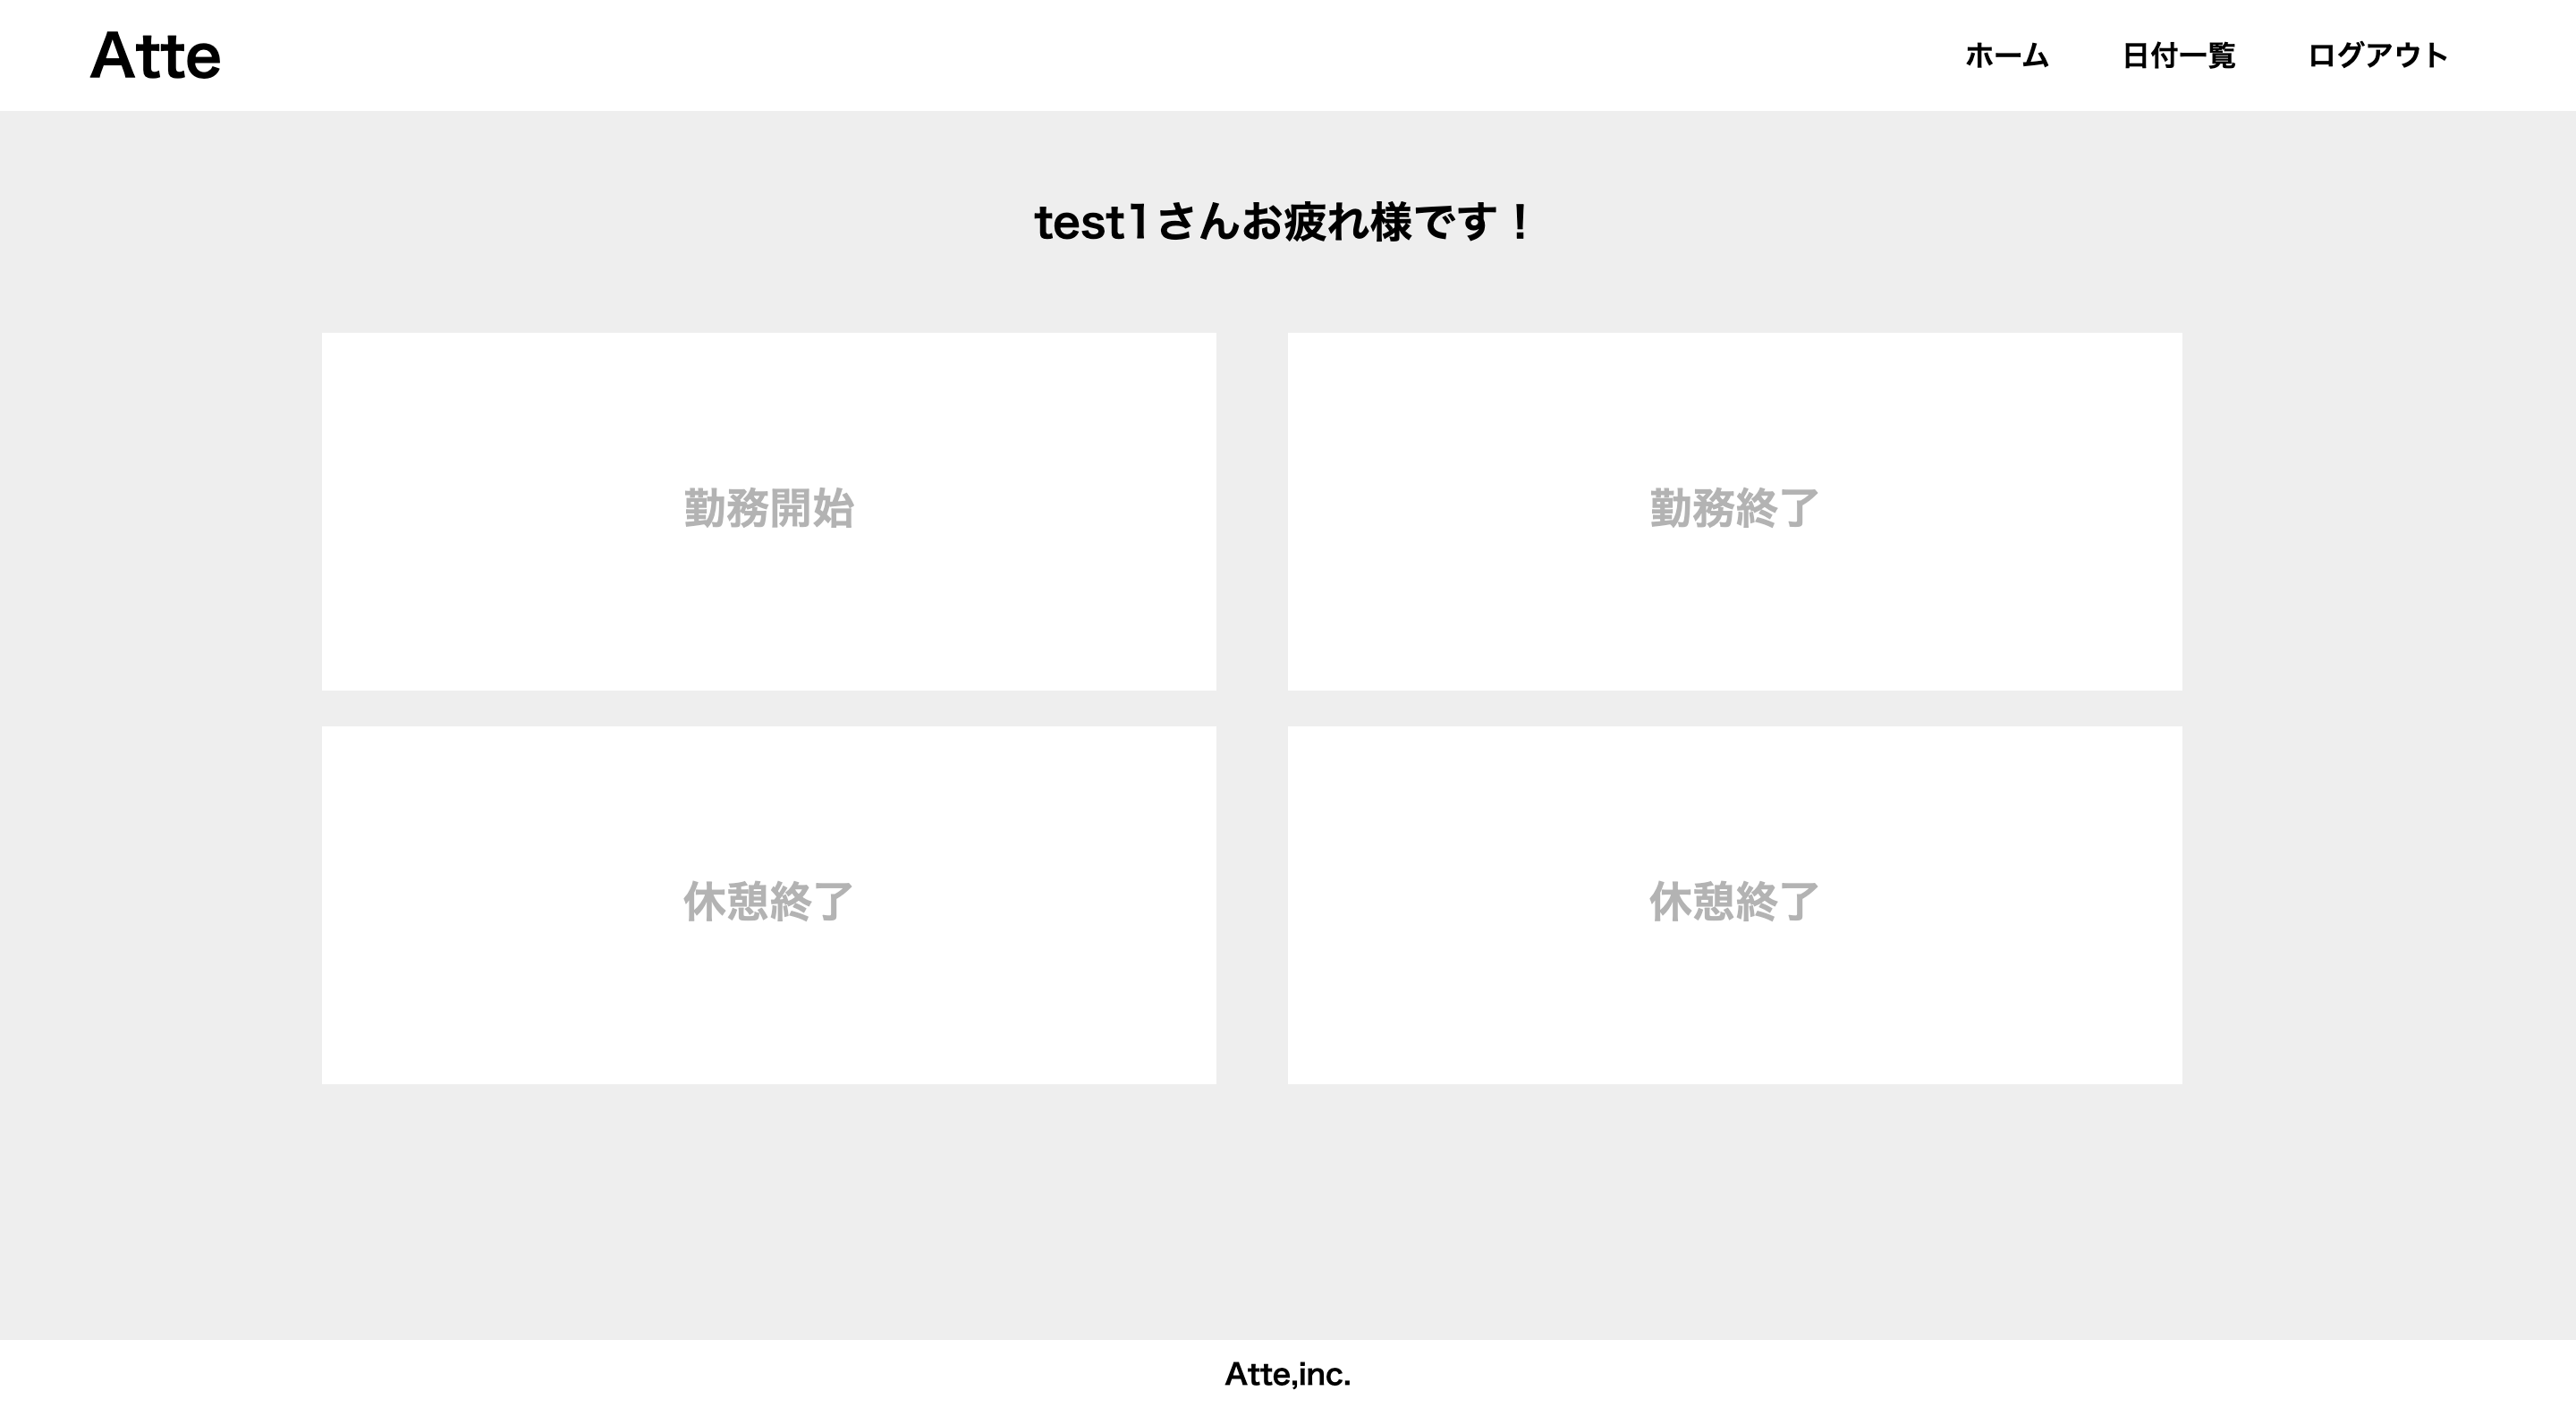 Atte
ホーム 日付一覧 ログアウト
test1さんお疲れ様です！
勤務開始
勤務終了
休憩終了
休憩終了
Atte,inc.